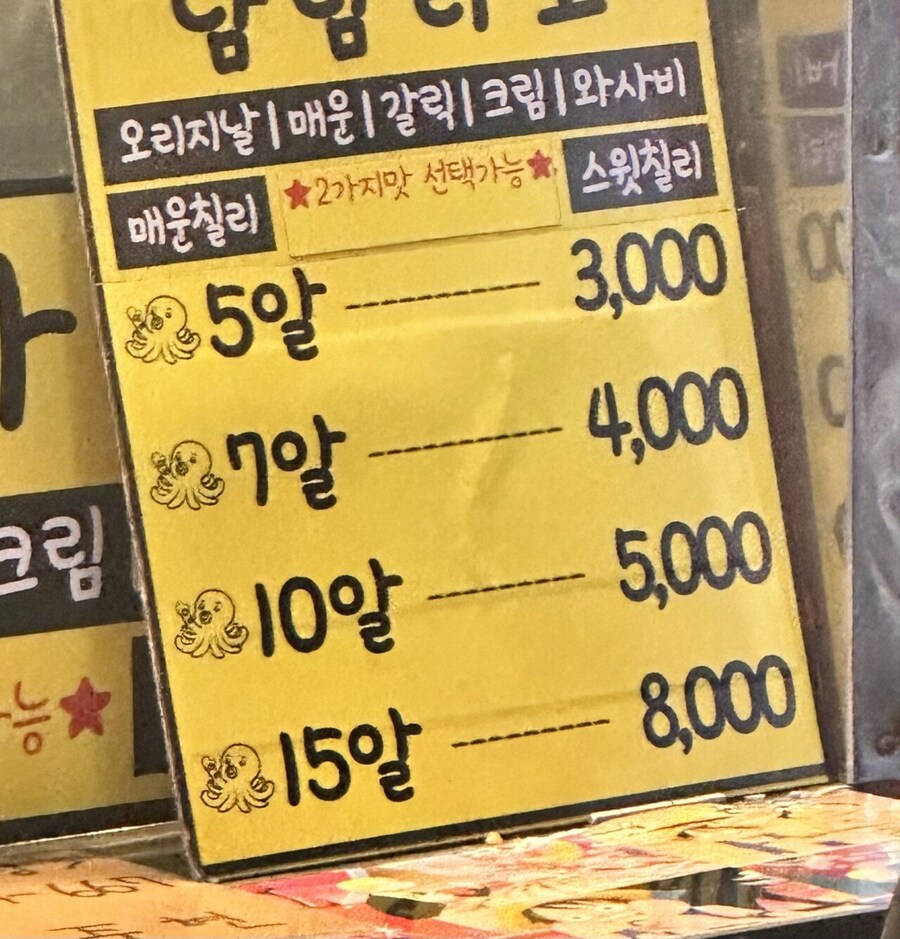 오리지날|매운|갈릭|크림|와사비
매운칠리 ★2가지맛 선택가능★ 스윗칠리
5알 ---------- 3,000
7알 ---------- 4,000
10알 ---------- 5,000
15알 ---------- 8,000
크림
능★